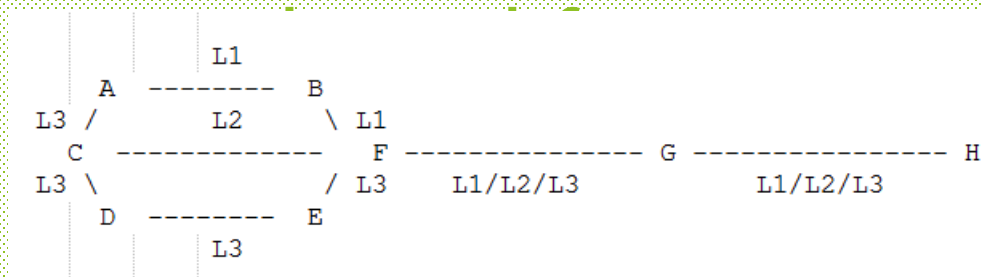 L1
A -------- B
L3 / L2 \ L1
C ------------- F --------------- G ---------------- H
L3 \ / L3 L1/L2/L3 L1/L2/L3
D -------- E
L3